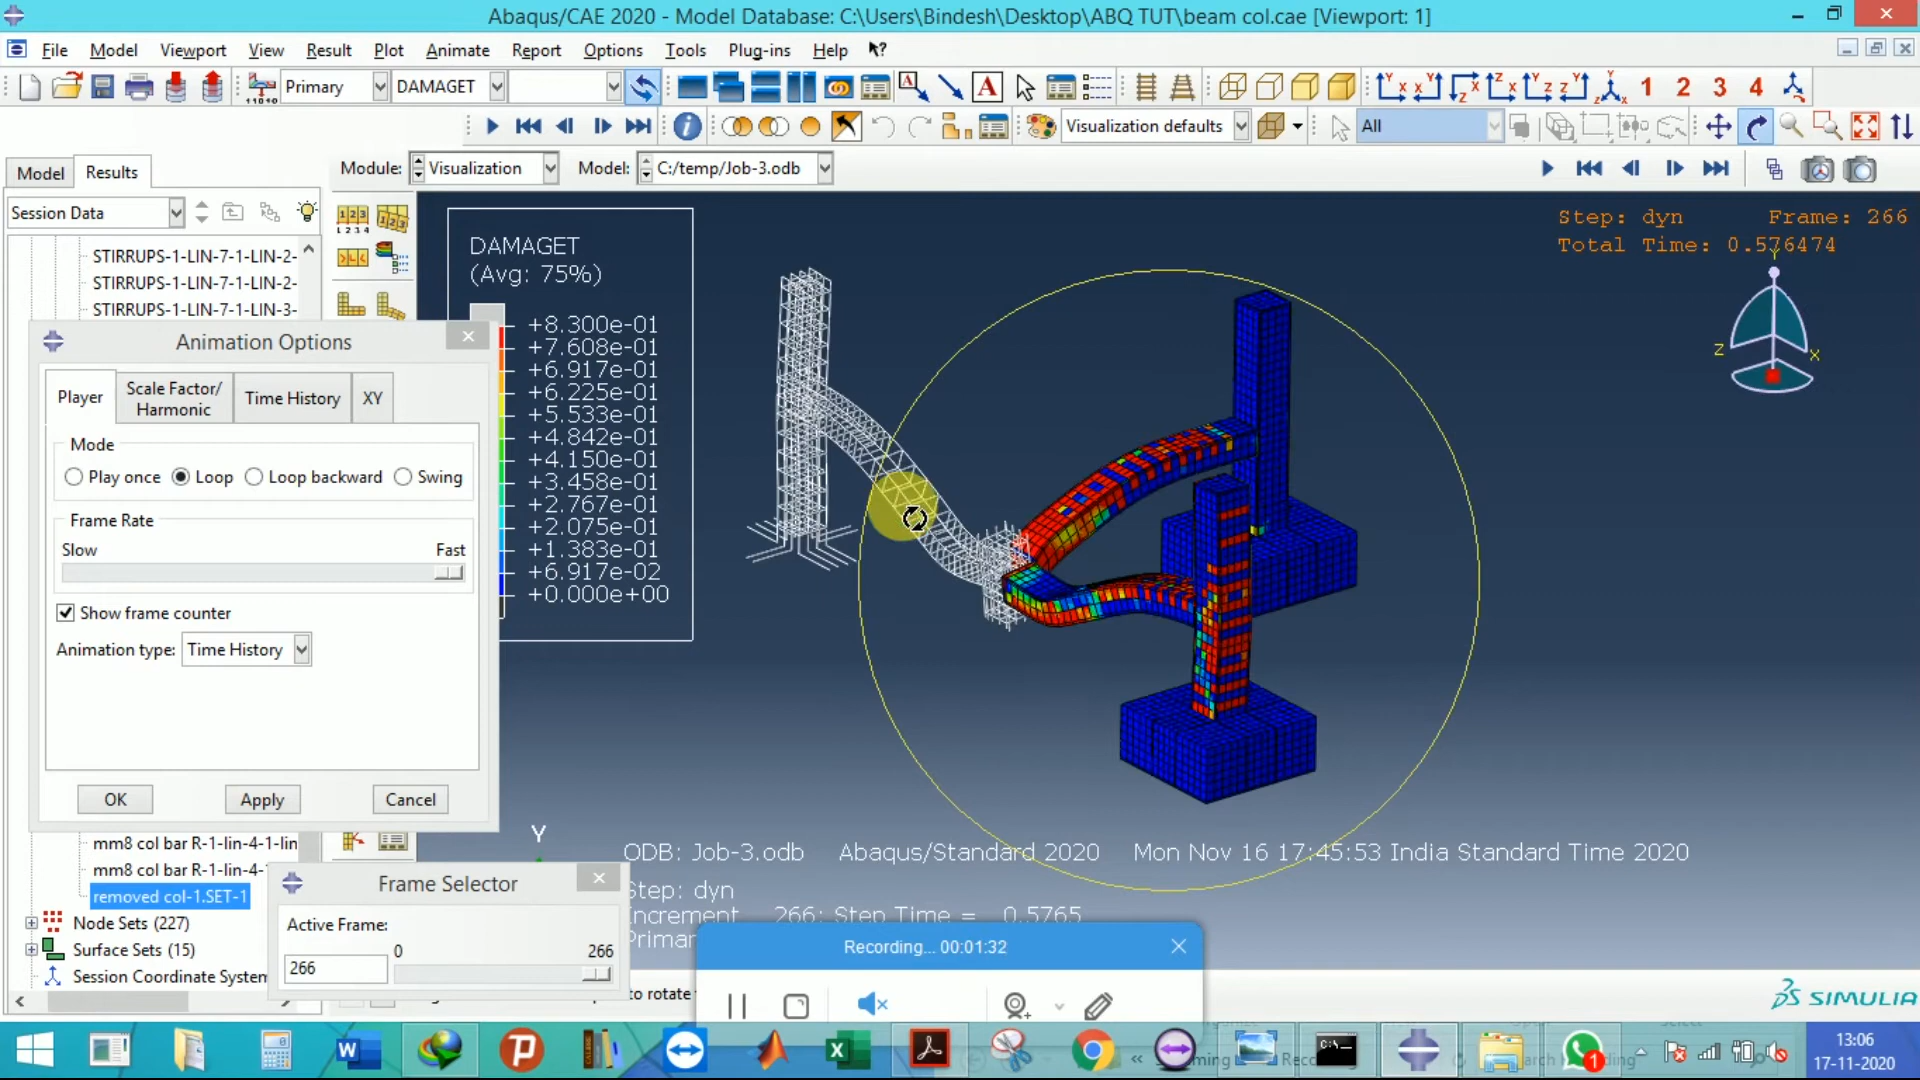 Abaqus/CAE 2020 - Model Database: C:\Users\Bindesh\Desktop\ABQ TUT\beam col.cae [Viewport: 1]
File Model Viewport View Result Plot Animate Report Options Tools Plug-ins Help
Primary DAMAGET
1 2 3 4
Visualization defaults All
Model Results
Module: Visualization Model: C:/temp/Job-3.odb
Session Data
STIRRUPS-1-LIN-7-1-LIN-2-
STIRRUPS-1-LIN-7-1-LIN-2-
STIRRUPS-1-LIN-7-1-LIN-3-
Step: dyn Frame: 266
Total Time: 0.576474
DAMAGET
(Avg: 75%)
+8.300e-01
+7.608e-01
+6.917e-01
+6.225e-01
+5.533e-01
+4.842e-01
+4.150e-01
+3.458e-01
+2.767e-01
+2.075e-01
+1.383e-01
+6.917e-02
+0.000e+00
Y
Z X
Animation Options
Player Scale Factor/ Harmonic Time History XY
Mode
Play once Loop Loop backward Swing
Frame Rate
Slow Fast
Show frame counter
Animation type: Time History
OK Apply Cancel
mm8 col bar R-1-lin-4-1-lin
mm8 col bar R-1-lin-4-
removed col-1.SET-1
Node Sets (227)
Surface Sets (15)
Session Coordinate System
Frame Selector
Active Frame:
0 266
266
Y
ODB: Job-3.odb Abaqus/Standard 2020 Mon Nov 16 17:45:53 India Standard Time 2020
Step: dyn
Increment 266: Step Time = 0.5765
Primar
to rotate
Recording... 00:01:32
SIMULIA
13:06
17-11-2020